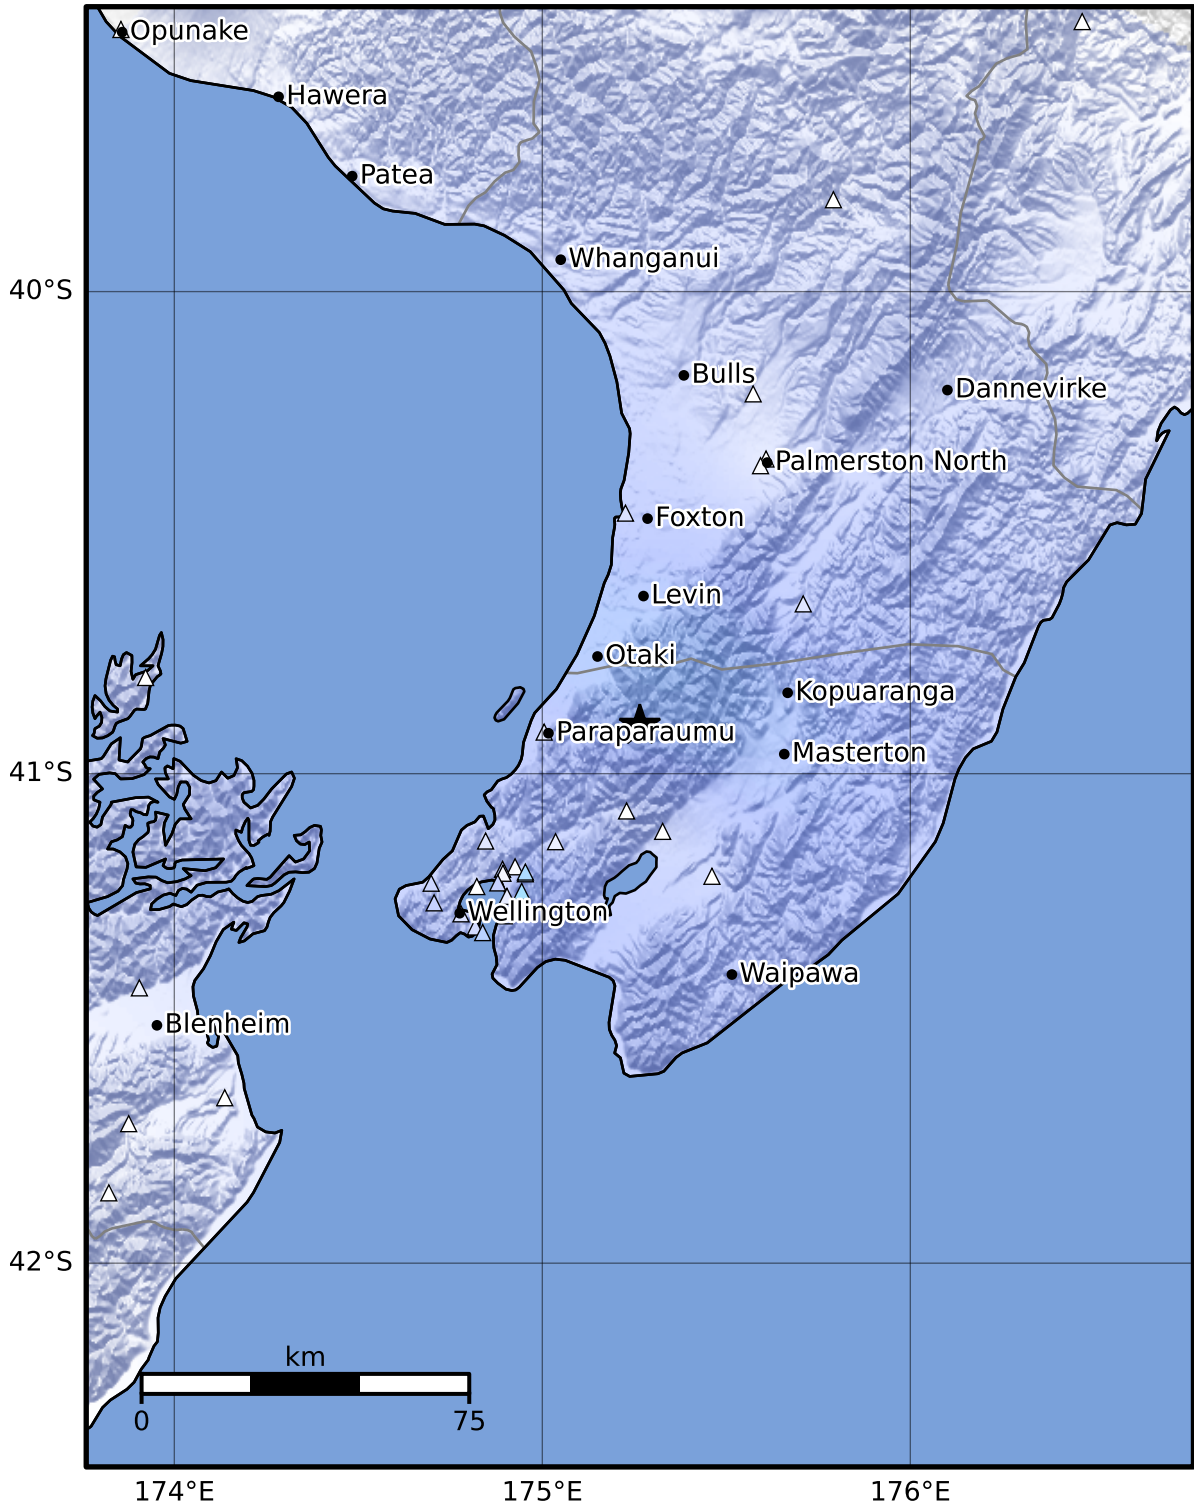 Opunake
Hawera
Patea
Whanganui
40°S
Bulls
Dannevirke
Palmerston North
Foxton
Levin
Otaki
Kopuaranga
Paraparaumu
Masterton
41°S
Wellington
Waipawa
Blenheim
42°S
km
0 75
174°E 175°E 176°E